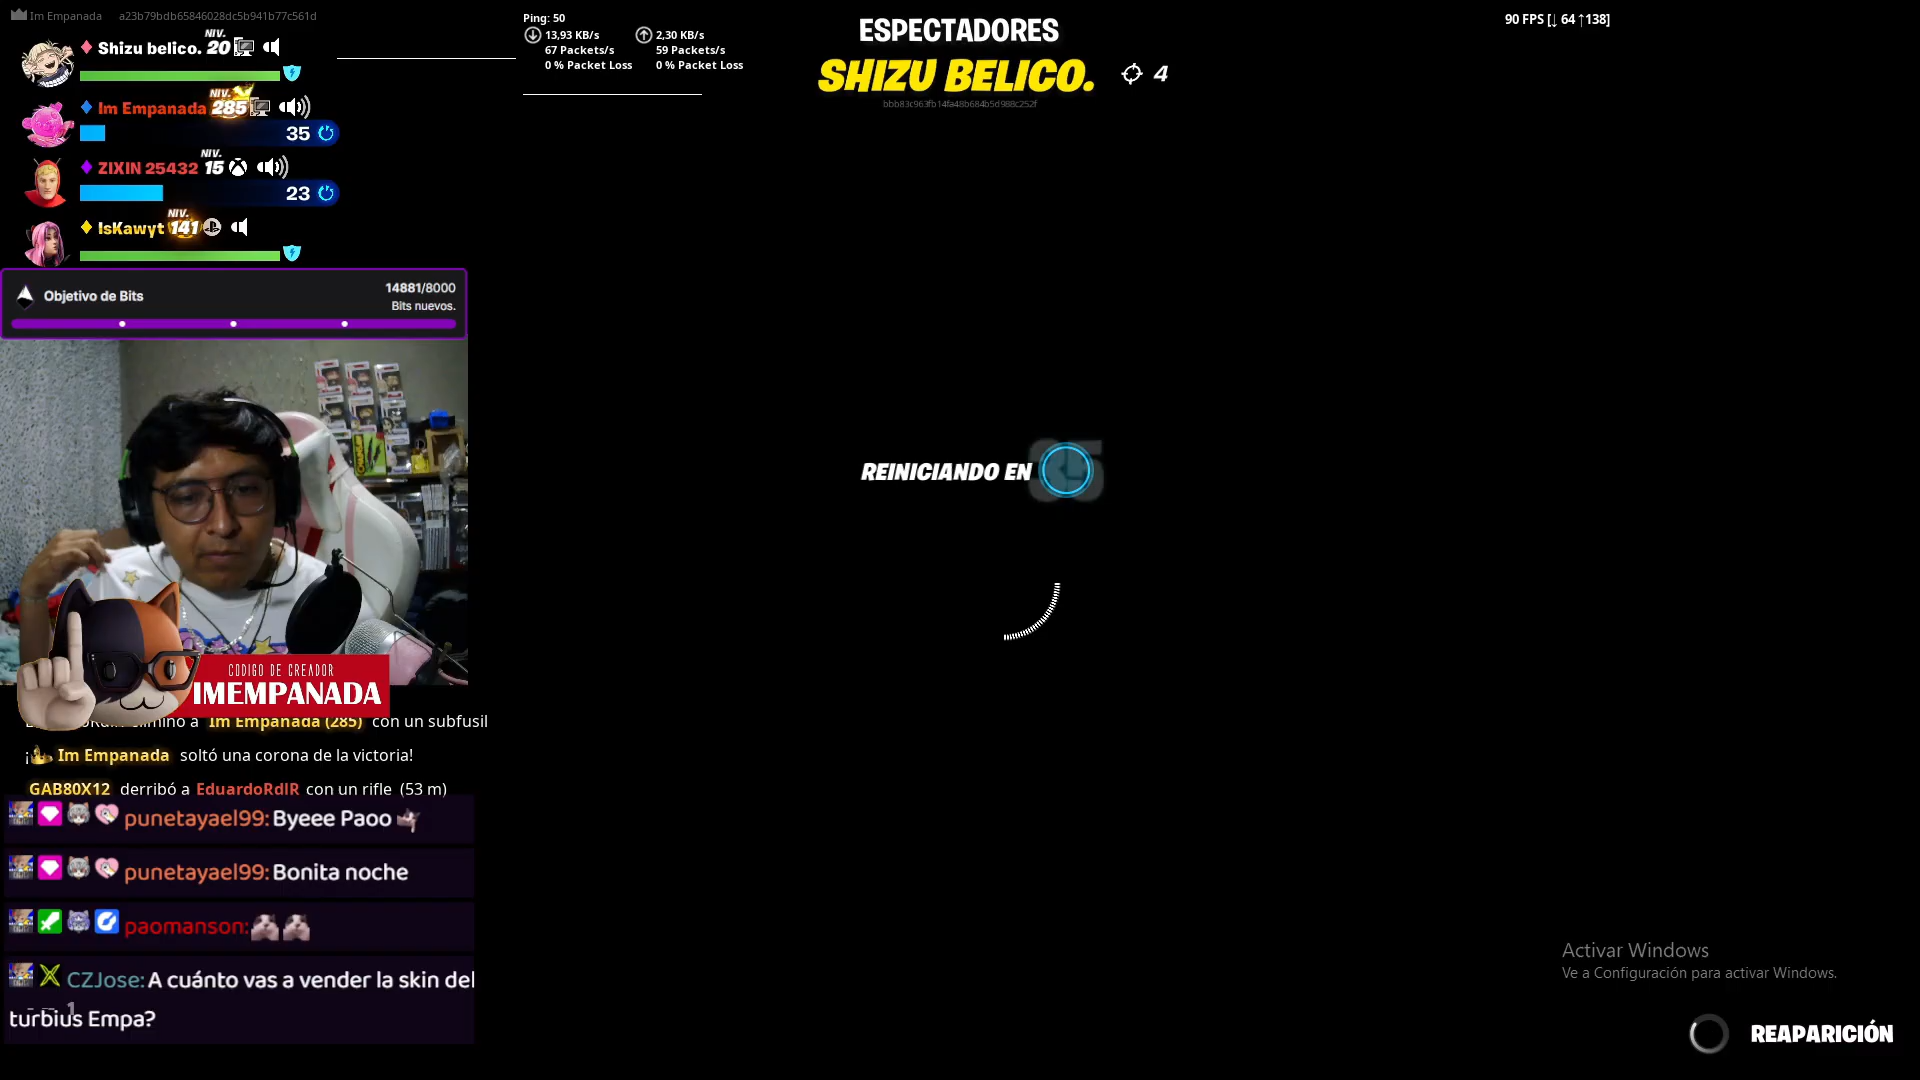 Im Empanada a23b79bdb65846028dc5b941b77c561d
Shizu belico. NIV. 20
Im Empanada NIV. 285
35
ZIXIN 25432 NIV. 15
23
IsKawyt NIV. 141
Ping: 50
13,93 KB/s 2,30 KB/s
67 Packets/s 59 Packets/s
0 % Packet Loss 0 % Packet Loss
ESPECTADORES
SHIZU BELICO. 4
bbb83c963fb14fa48b684b5d988c252f
90 FPS [↓ 64 ↑138]
Objetivo de Bits 14881/8000
Bits nuevos.
REINICIANDO EN
CODIGO DE CREADOR
IMEMPANADA
a Im Empanada (285) con un subfusil
¡ Im Empanada soltó una corona de la victoria!
GAB80X12 derribó a EduardoRdlR con un rifle (53 m)
punetayael99: Byeee Paoo
punetayael99: Bonita noche
paomanson:
CZJose: A cuánto vas a vender la skin del
turbius Empa?
Activar Windows
Ve a Configuración para activar Windows.
REAPARICIÓN